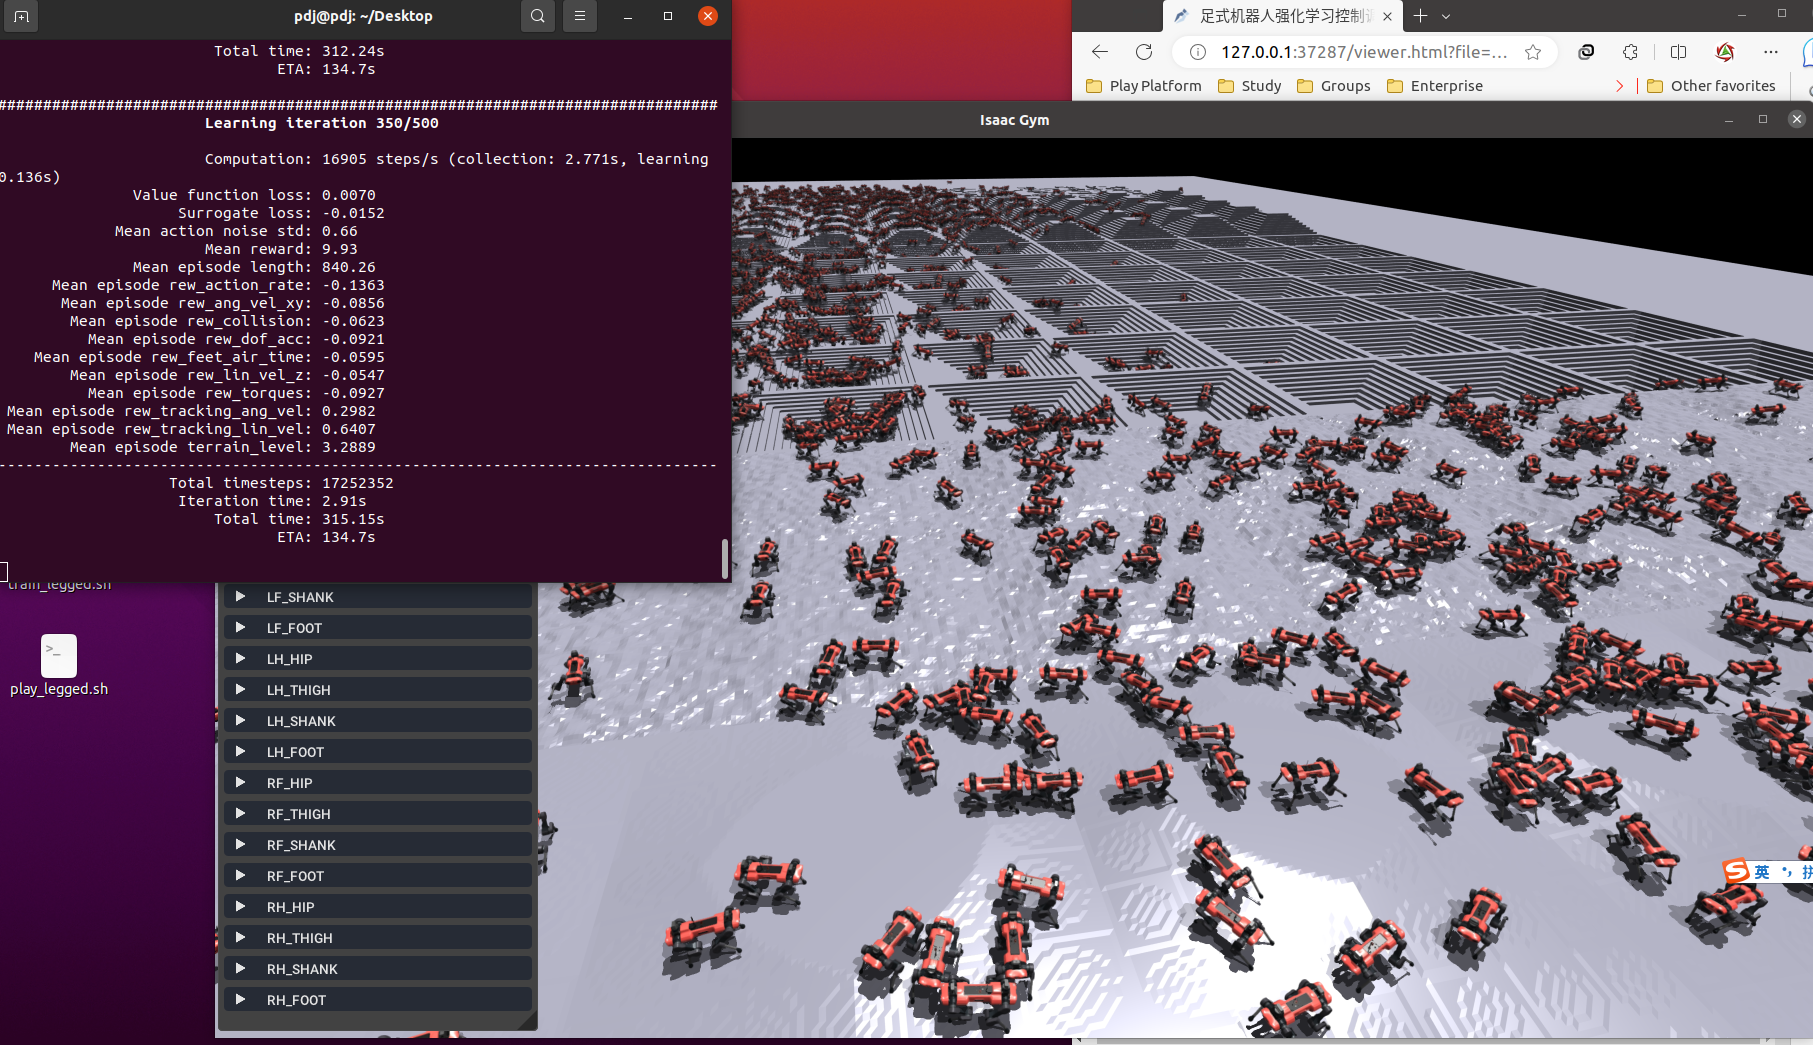 pdj@pdj: ~/Desktop
Total time: 312.24s
ETA: 134.7s
################################################################################
Learning iteration 350/500
Computation: 16905 steps/s (collection: 2.771s, learning
0.136s)
Value function loss: 0.0070
Surrogate loss: -0.0152
Mean action noise std: 0.66
Mean reward: 9.93
Mean episode length: 840.26
Mean episode rew_action_rate: -0.1363
Mean episode rew_ang_vel_xy: -0.0856
Mean episode rew_collision: -0.0623
Mean episode rew_dof_acc: -0.0921
Mean episode rew_feet_air_time: -0.0595
Mean episode rew_lin_vel_z: -0.0547
Mean episode rew_torques: -0.0927
Mean episode rew_tracking_ang_vel: 0.2982
Mean episode rew_tracking_lin_vel: 0.6407
Mean episode terrain_level: 3.2889
--------------------------------------------------------------------------------
Total timesteps: 17252352
Iteration time: 2.91s
Total time: 315.15s
ETA: 134.7s
train_legged.sh
>_
play_legged.sh
LF_SHANK
LF_FOOT
LH_HIP
LH_THIGH
LH_SHANK
LH_FOOT
RF_HIP
RF_THIGH
RF_SHANK
RF_FOOT
RH_HIP
RH_THIGH
RH_SHANK
RH_FOOT
足式机器人强化学习控制
127.0.0.1:37287/viewer.html?file=...
Play Platform
Study
Groups
Enterprise
Other favorites
Isaac Gym
S 英 •, 拼